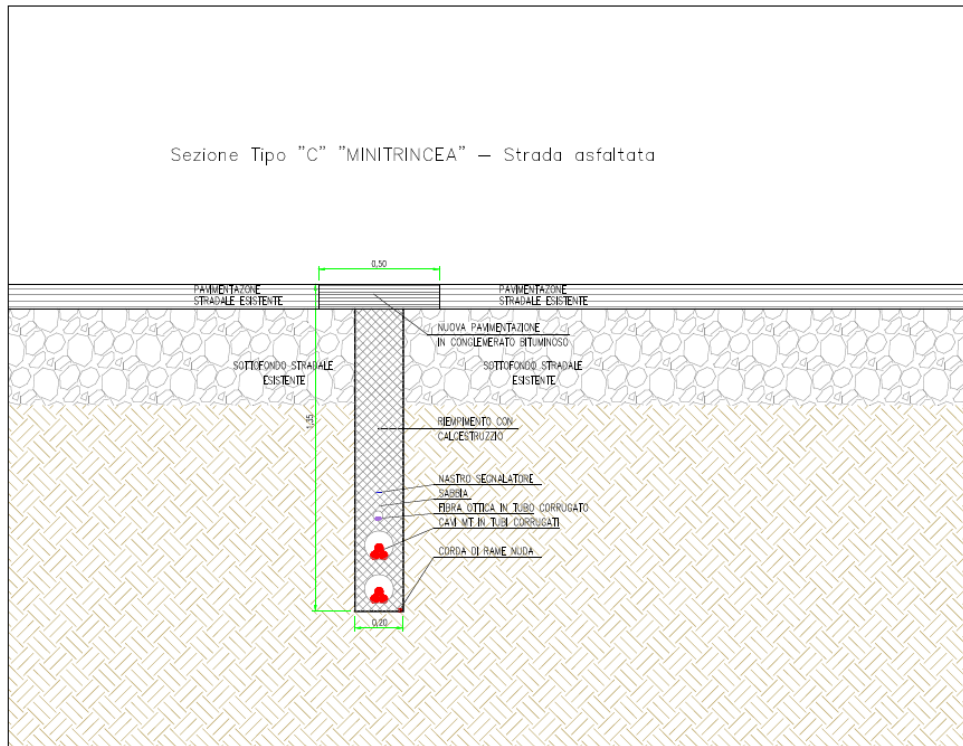 Sezione Tipo "C" "MINITRINCEA" – Strada asfaltata
0,50
PAVIMENTAZONE
STRADALE ESISTENTE
PAVIMENTAZONE
STRADALE ESISTENTE
NUOVA PAVIMENTAZIONE
IN CONGLEMERATO BITUMINOSO
SOTTOFONDO STRADALE
ESISTENTE
SOTTOFONDO STRADALE
ESISTENTE
1,35
RIEMPIMENTO CON
CALCESTRUZZIO
NASTRO SEGNALATORE
SABBIA
FIBRA OTTICA IN TUBO CORRUGATO
CAVI MT IN TUBI CORRUGATI
CORDA DI RAME NUDA
0,20